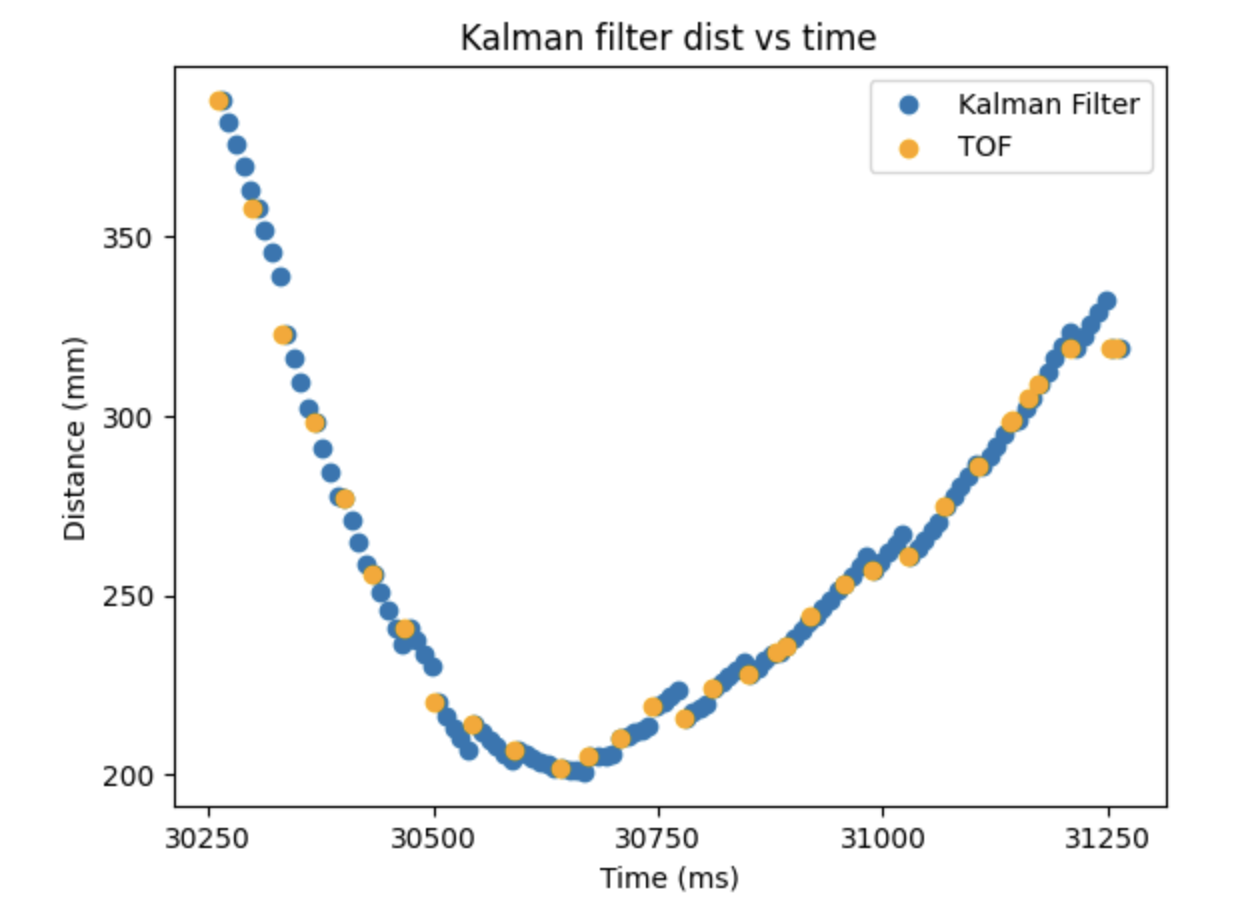 Kalman filter dist vs time
Kalman Filter
TOF
350
300
250
200
Distance (mm)
30250 30500 30750 31000 31250
Time (ms)